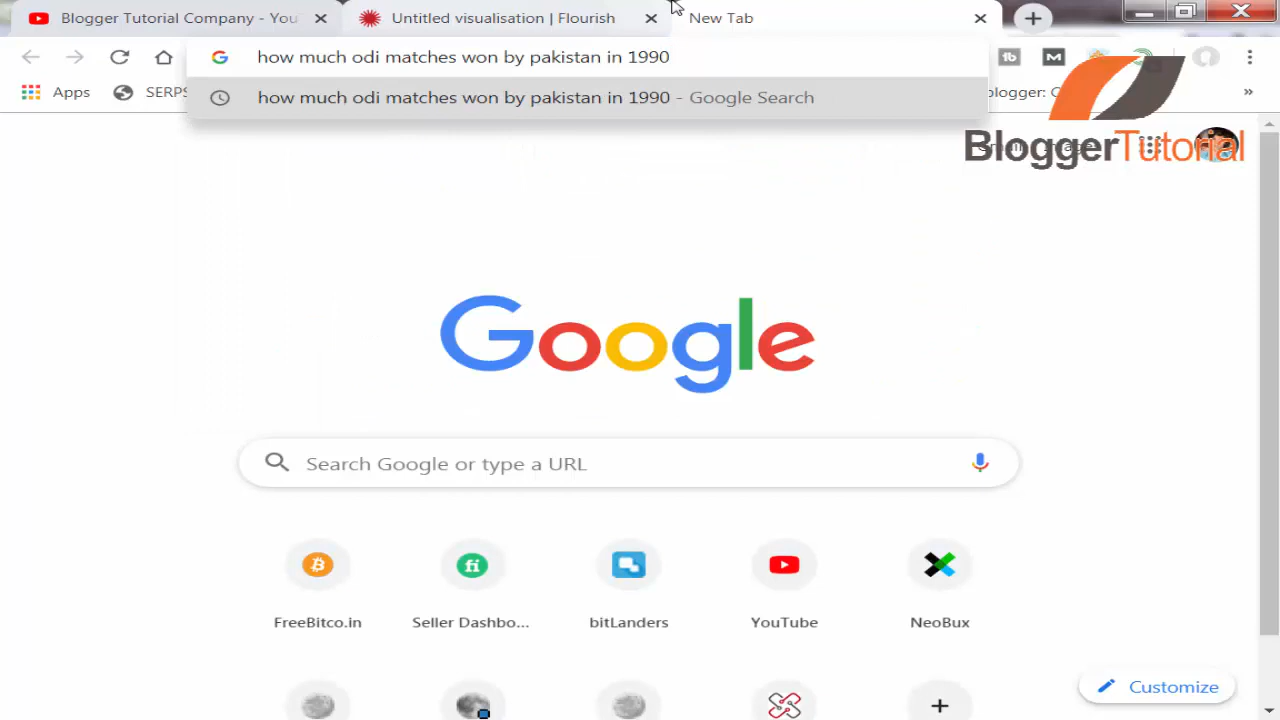 Blogger Tutorial Company - You
Untitled visualisation | Flourish
New Tab
how much odi matches won by pakistan in 1990
how much odi matches won by pakistan in 1990 - Google Search
Apps
SERPS
blogger:
BloggerTutorial
Google
Search Google or type a URL
FreeBitco.in
Seller Dashbo...
bitLanders
YouTube
NeoBux
Customize